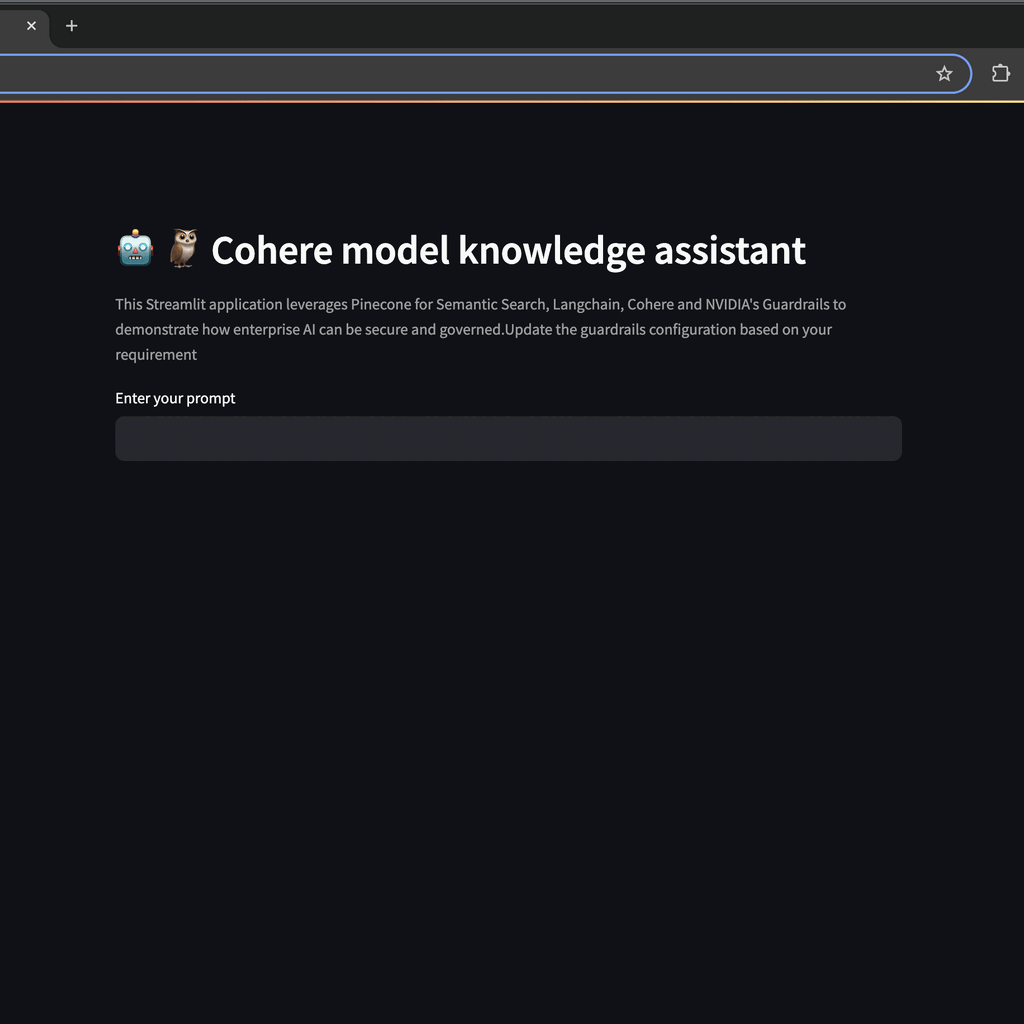 Cohere model knowledge assistant
This Streamlit application leverages Pinecone for Semantic Search, Langchain, Cohere and NVIDIA's Guardrails to
demonstrate how enterprise AI can be secure and governed.Update the guardrails configuration based on your
requirement
Enter your prompt